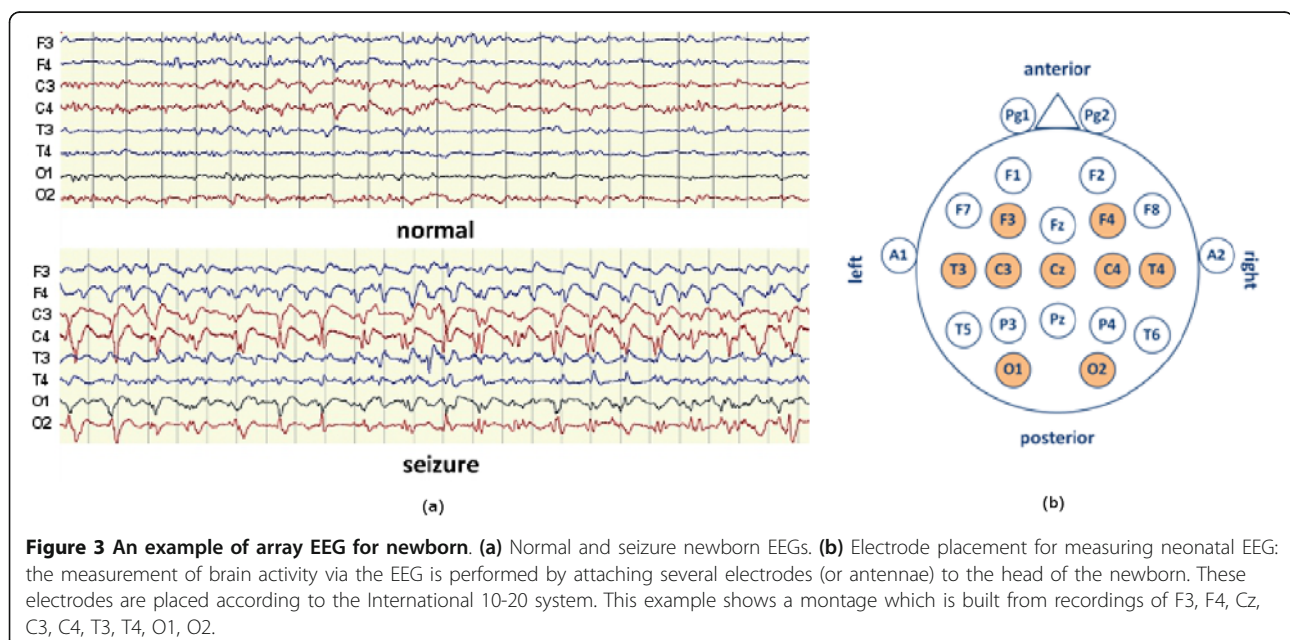 F3
F4
C3
C4
T3
T4
O1
O2
normal
F3
F4
C3
C4
T3
T4
O1
O2
seizure
(a)
anterior
Pg1 Pg2
F1 F2
F7 F3 Fz F4 F8
A1 A2
left T3 C3 Cz C4 T4 right
T5 P3 Pz P4 T6
O1 O2
posterior
(b)
Figure 3 An example of array EEG for newborn. (a) Normal and seizure newborn EEGs. (b) Electrode placement for measuring neonatal EEG:
the measurement of brain activity via the EEG is performed by attaching several electrodes (or antennae) to the head of the newborn. These
electrodes are placed according to the International 10-20 system. This example shows a montage which is built from recordings of F3, F4, Cz,
C3, C4, T3, T4, O1, O2.